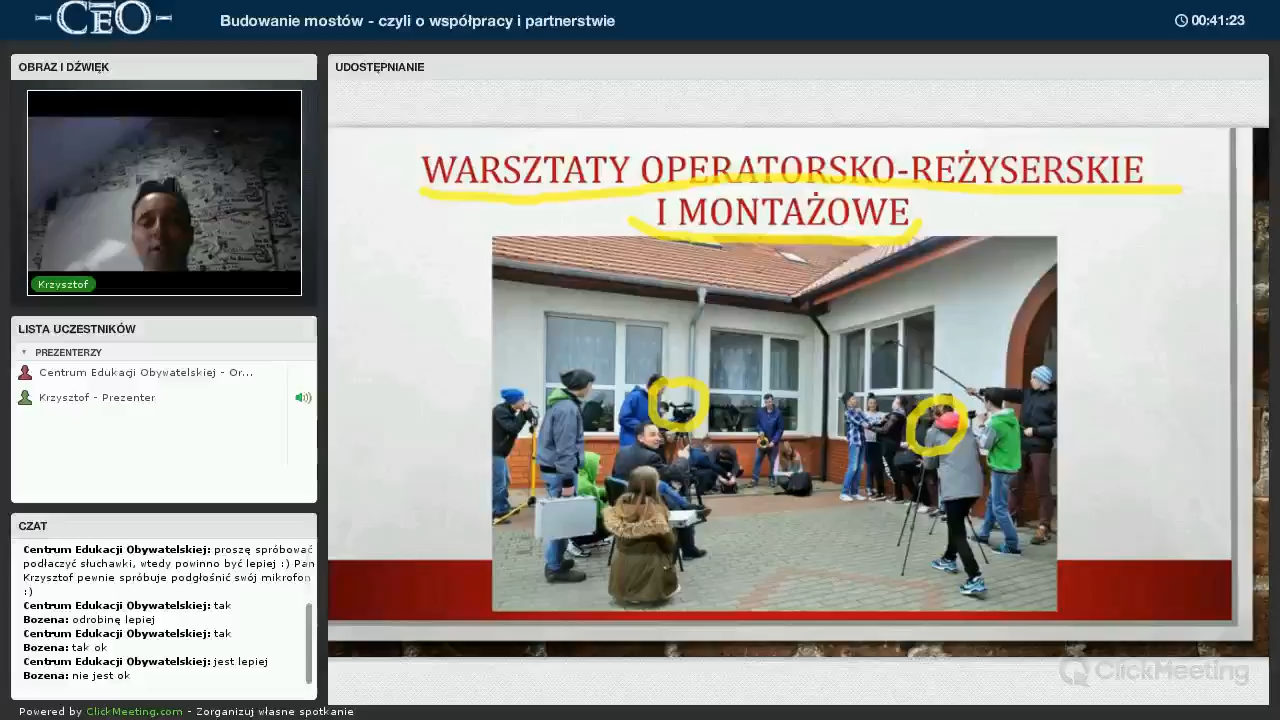 CEO
Budowanie mostów - czyli o współpracy i partnerstwie
00:41:23
OBRAZ I DŹWIĘK
Krzysztof
LISTA UCZESTNIKÓW
PREZENTERZY
Centrum Edukacji Obywatelskiej - Or...
Krzysztof - Prezenter
CZAT
Centrum Edukacji Obywatelskiej: proszę spróbować
podłaczyć słuchawki, wtedy powinno być lepiej :) Pan
Krzysztof pewnie spróbuje podgłośnić swój mikrofon
:)
Centrum Edukacji Obywatelskiej: tak
Bozena: odrobinę lepiej
Centrum Edukacji Obywatelskiej: tak
Bozena: tak ok
Centrum Edukacji Obywatelskiej: jest lepiej
Bozena: nie jest ok
UDOSTĘPNIANIE
WARSZTATY OPERATORSKO-REŻYSERSKIE
I MONTAŻOWE
ClickMeeting
Powered by ClickMeeting.com - Zorganizuj własne spotkanie